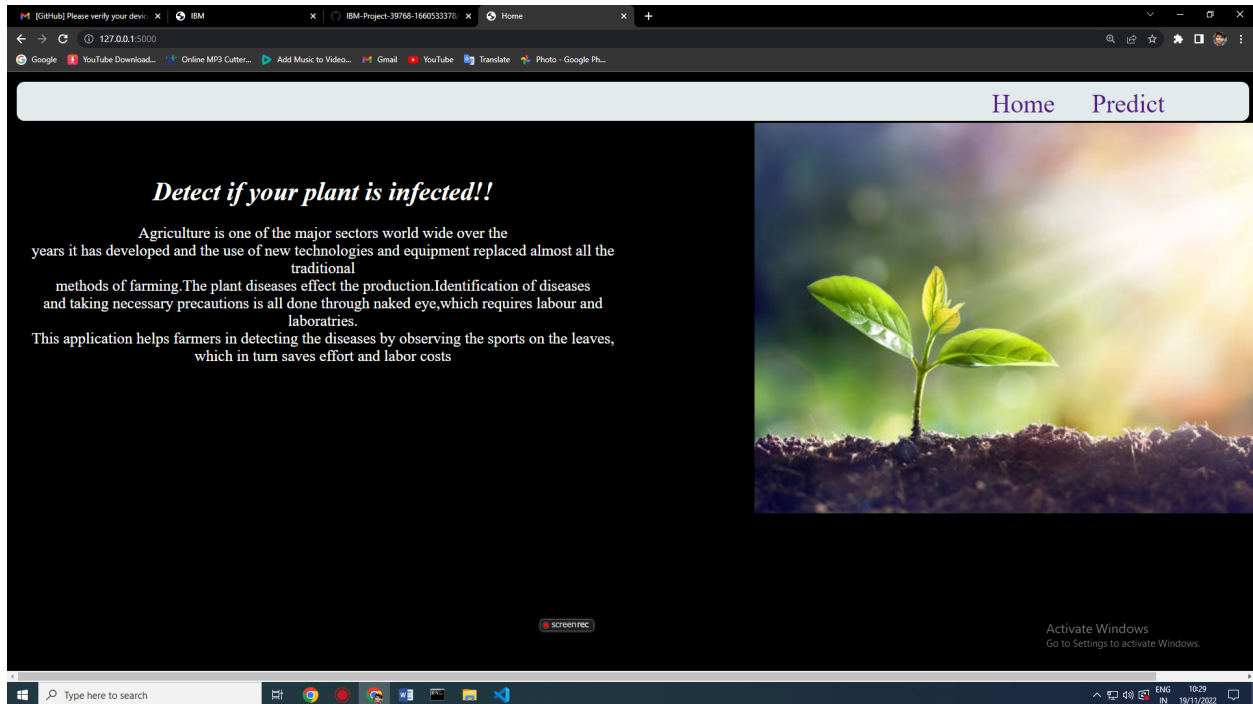 [GitHub] Please verify your devic
IBM
IBM-Project-39768-1660533378/
Home
127.0.0.1:5000
Google
YouTube Download...
Online MP3 Cutter...
Add Music to Video...
Gmail
YouTube
Translate
Photo - Google Ph...
Home Predict
Detect if your plant is infected!!
Agriculture is one of the major sectors world wide over the
years it has developed and the use of new technologies and equipment replaced almost all the
traditional
methods of farming.The plant diseases effect the production.Identification of diseases
and taking necessary precautions is all done through naked eye,which requires labour and
laboratries.
This application helps farmers in detecting the diseases by observing the sports on the leaves,
which in turn saves effort and labor costs
screenrec
Activate Windows
Go to Settings to activate Windows.
Type here to search
ENG
IN
10:29
19/11/2022